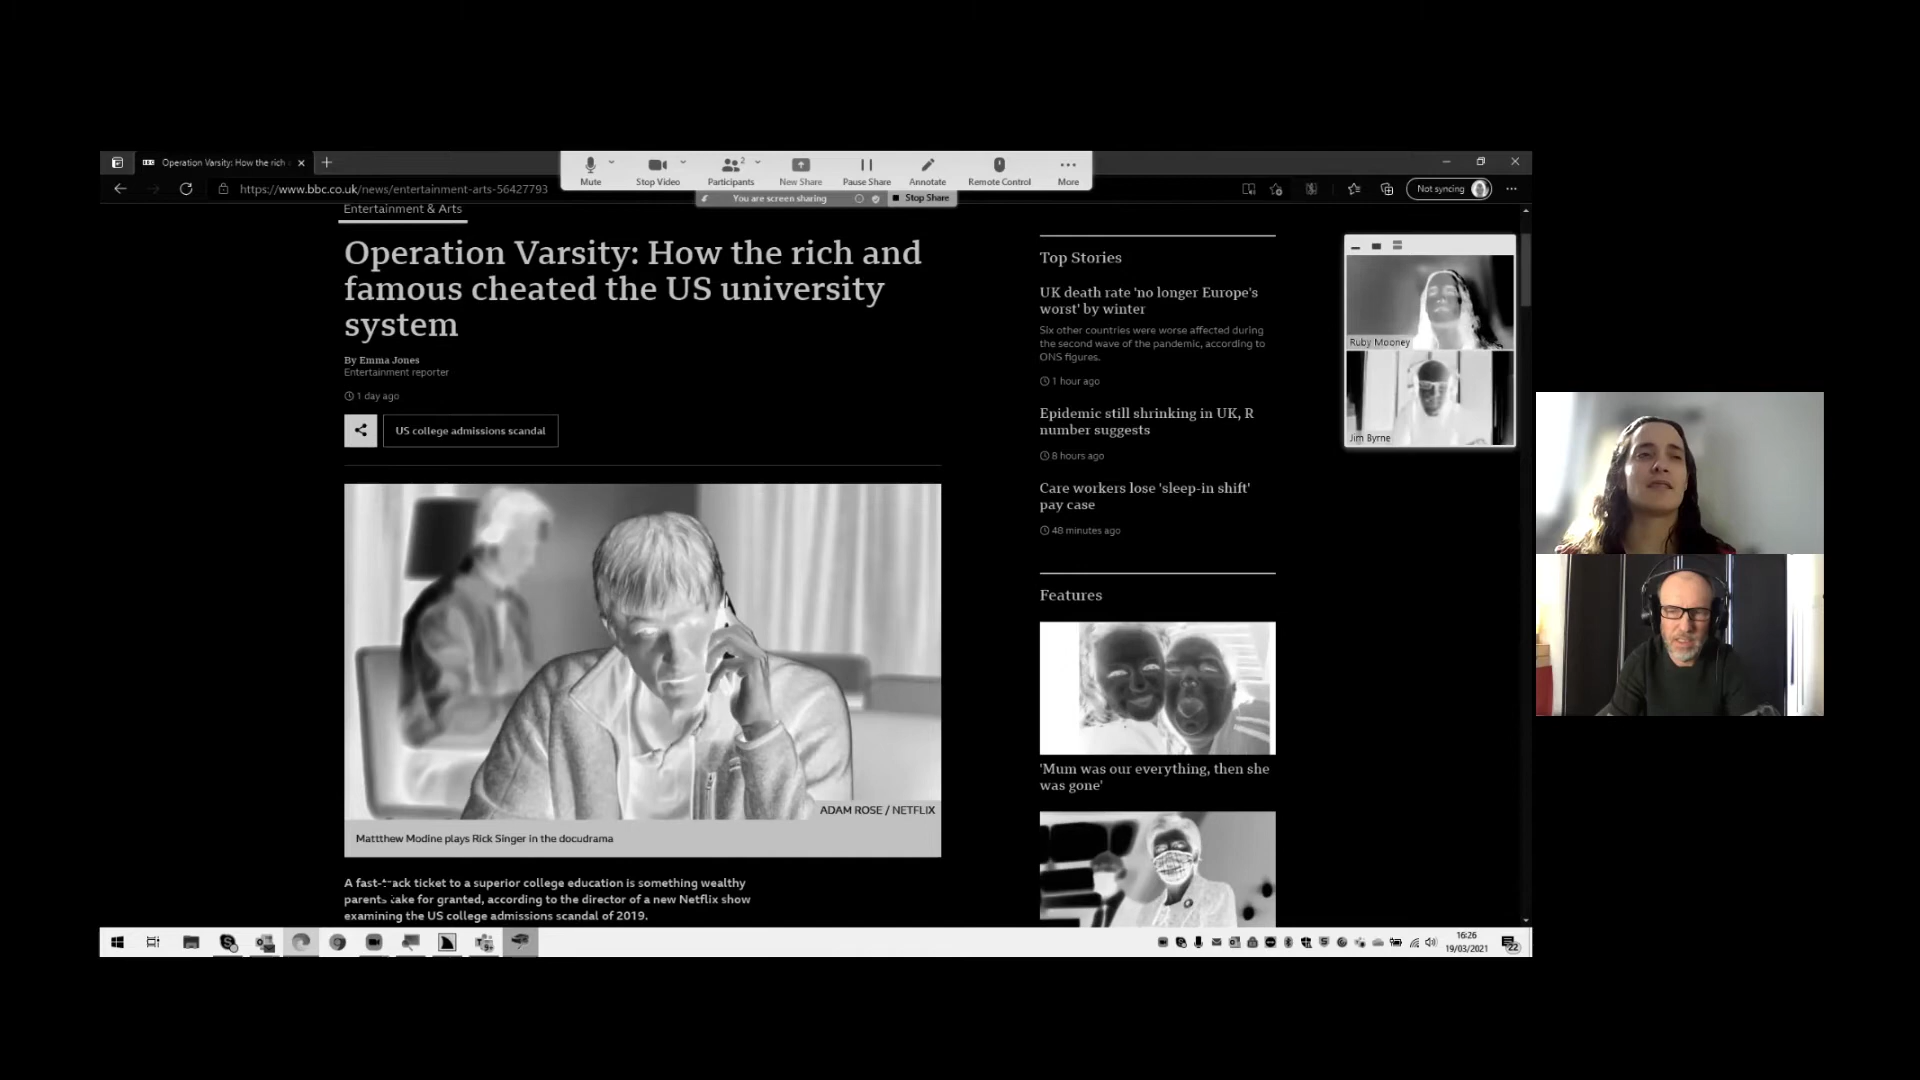 Operation Varsity: How the rich
Mute
Stop Video
2
Participants
New Share
Pause Share
Annotate
Remote Control
More
https://www.bbc.co.uk/news/entertainment-arts-56427793
You are screen sharing
Stop Share
Not syncing
Entertainment & Arts
Operation Varsity: How the rich and
famous cheated the US university
system
By Emma Jones
Entertainment reporter
1 day ago
US college admissions scandal
ADAM ROSE / NETFLIX
Mattthew Modine plays Rick Singer in the docudrama
A fast-track ticket to a superior college education is something wealthy
parents take for granted, according to the director of a new Netflix show
examining the US college admissions scandal of 2019.
Top Stories
UK death rate 'no longer Europe's
worst' by winter
Six other countries were worse affected during
the second wave of the pandemic, according to
ONS figures.
1 hour ago
Epidemic still shrinking in UK, R
number suggests
8 hours ago
Care workers lose 'sleep-in shift'
pay case
48 minutes ago
Features
'Mum was our everything, then she
was gone'
Ruby Mooney
Jim Byrne
16:26
19/03/2021
22